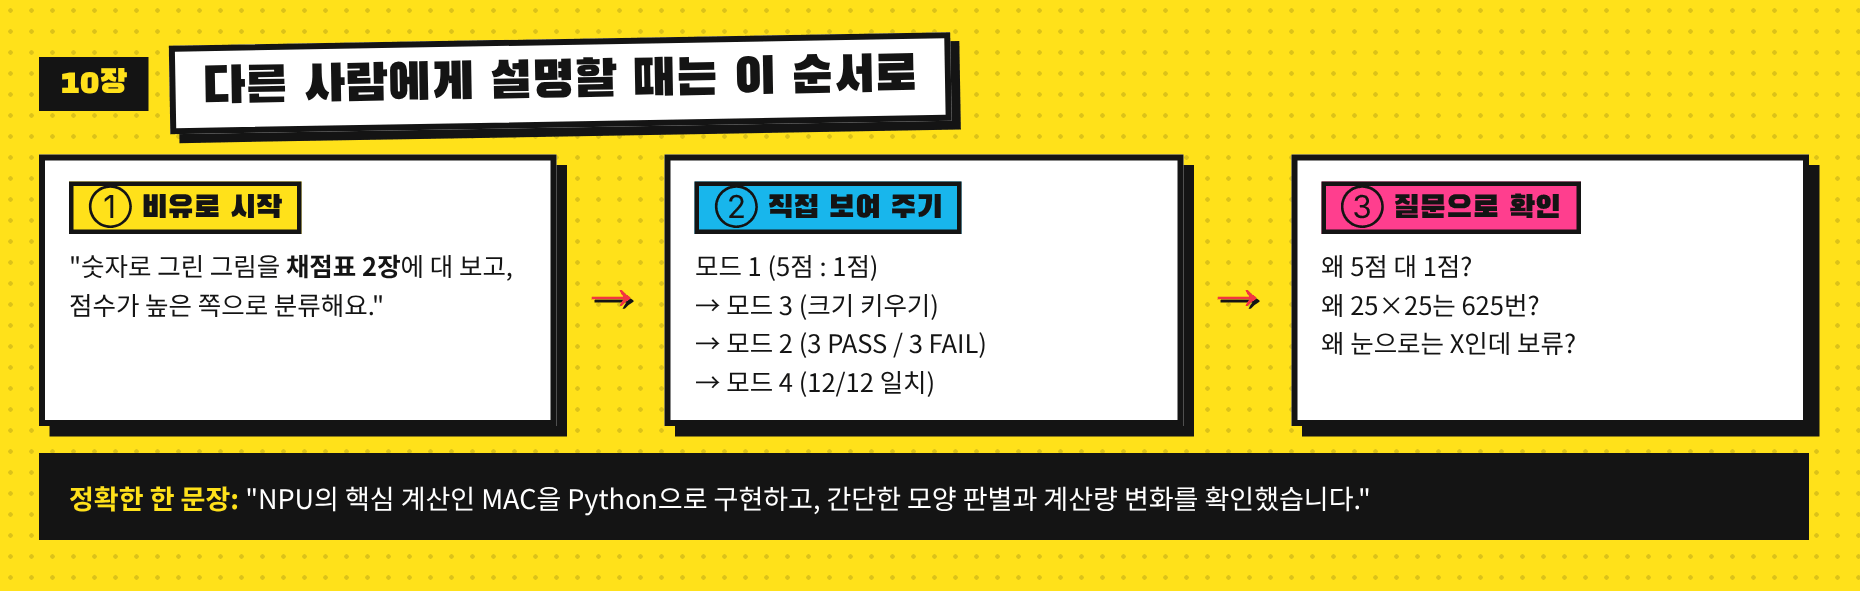 10장
다른 사람에게 설명할 때는 이 순서로
① 비유로 시작
"숫자로 그린 그림을 채점표 2장에 대 보고,
점수가 높은 쪽으로 분류해요."
→
② 직접 보여 주기
모드 1 (5점 : 1점)
→ 모드 3 (크기 키우기)
→ 모드 2 (3 PASS / 3 FAIL)
→ 모드 4 (12/12 일치)
→
③ 질문으로 확인
왜 5점 대 1점?
왜 25×25는 625번?
왜 눈으로는 X인데 보류?
정확한 한 문장: "NPU의 핵심 계산인 MAC을 Python으로 구현하고, 간단한 모양 판별과 계산량 변화를 확인했습니다."